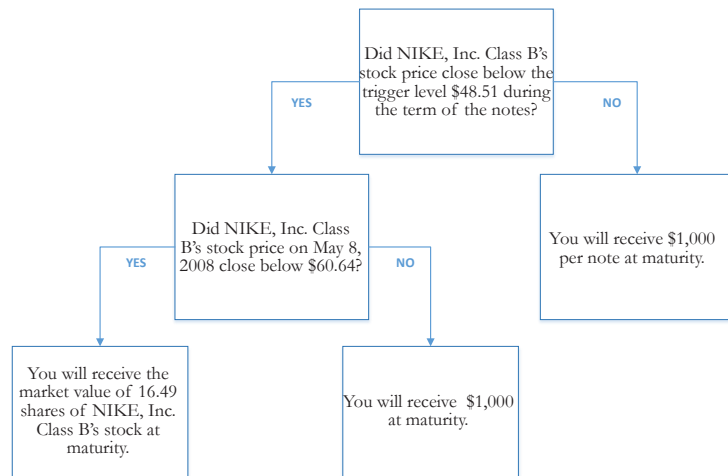 Did NIKE, Inc. Class B’s
stock price close below the
trigger level $48.51 during
the term of the notes?
YES
NO
Did NIKE, Inc. Class
B’s stock price on May 8,
2008 close below $60.64?
You will receive $1,000
per note at maturity.
YES
NO
You will receive the
market value of 16.49
shares of NIKE, Inc.
Class B’s stock at
maturity.
You will receive $1,000
at maturity.